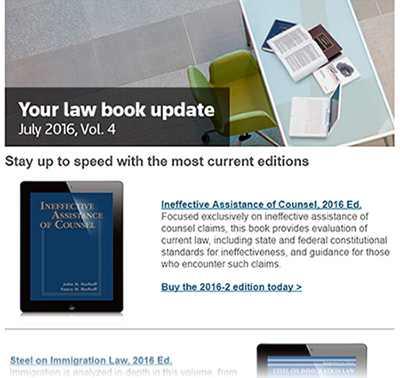 Your law book update
July 2016, Vol. 4
Stay up to speed with the most current editions
INEFFECTIVE
ASSISTANCE
OF COUNSEL
John M. Burkoff
Nancy M. Burkoff
Ineffective Assistance of Counsel, 2016 Ed.
Focused exclusively on ineffective assistance of
counsel claims, this book provides evaluation of
current law, including state and federal constitutional
standards for ineffectiveness, and guidance for those
who encounter such claims.
Buy the 2016-2 edition today >
Steel on Immigration Law, 2016 Ed.
Immigration is analyzed in-depth in this volume, from
STEEL ON IMMIGRATION LAW